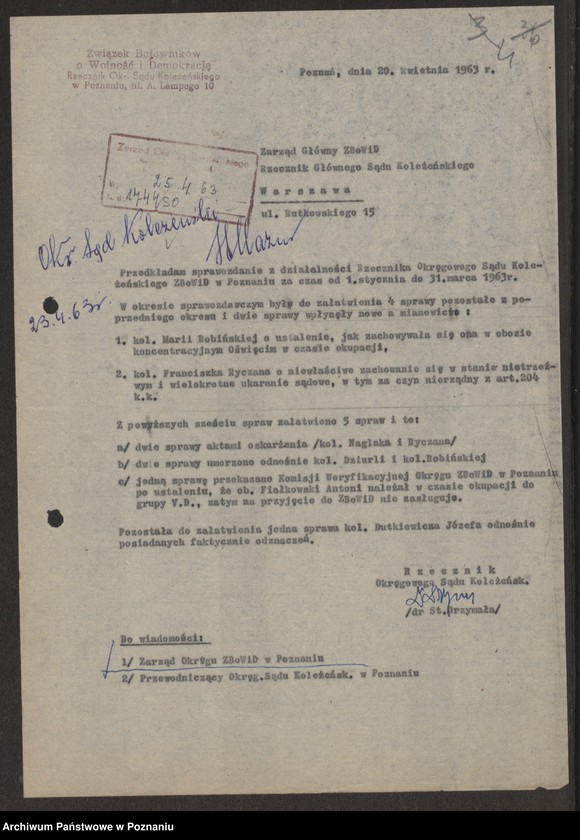 3
36
4
Związek Bojowników
o Wolność i Demokrację
Rzecznik Okr. Sądu Koleżeńskiego
w Poznaniu, ul. A. Lampego 10
Poznań, dnia 20. kwietnia 1963 r.
Zarząd Główny ZBoWiD
Rzecznik Głównego Sądu Koleżeńskiego
W a r s z a w a
ul. Rutkowskiego 15
25.4.63
Okr. Sąd Koleżeński
23.4.63r.
Przedkładam sprawozdanie z działalności Rzecznika Okręgowego Sądu Kole-
żeńskiego ZBoWiD w Poznaniu za czas od 1.stycznia do 31.marca 1963r.
W okresie sprawozdawczym były do załatwienia 4 sprawy pozostałe z po-
przedniego okresu i dwie sprawy wpłynęły nowe a mianowicie :
1. kol. Marii Robińskiej o ustalenie, jak zachowywała się ona w obozie
koncentracyjnym Oświęcim w czasie okupacji,
2. kol. Franciszka Ryczana o niewłaściwe zachowanie się w stanie nietrzeź-
wym i wielokrotne ukaranie sądowe, w tym za czyn nierządny z art.204
k.k.
Z powyższych sześciu spraw załatwiono 5 spraw i to:
a/ dwie sprawy aktami oskarżenia /kol. Naglaka i Ryczana/
b/ dwie sprawy umorzono odnośnie kol. Dziurli i kol.Robińskiej
c/ jedną sprawę przekazano Komisji Weryfikacyjnej Okręgu ZBoWiD w Poznaniu
po ustaleniu, że ob. Fiałkowski Antoni należał w czasie okupacji do
grupy V.D., zatym na przyjęcie do ZBoWiD nie zasługuje.
Pozostała do załatwienia jedna sprawa kol. Dutkiewicza Józefa odnośnie
posiadanych faktycznie odznaczeń.
R z e c z n i k
Okręgowego Sądu Koleżeńsk.
/dr St.Drzymała/
Do wiadomości:
1/ Zarząd Okręgu ZBoWiD w Poznaniu
2/ Przewodniczący Okręg.Sądu Koleżeńsk. w Poznaniu
Archiwum Państwowe w Poznaniu